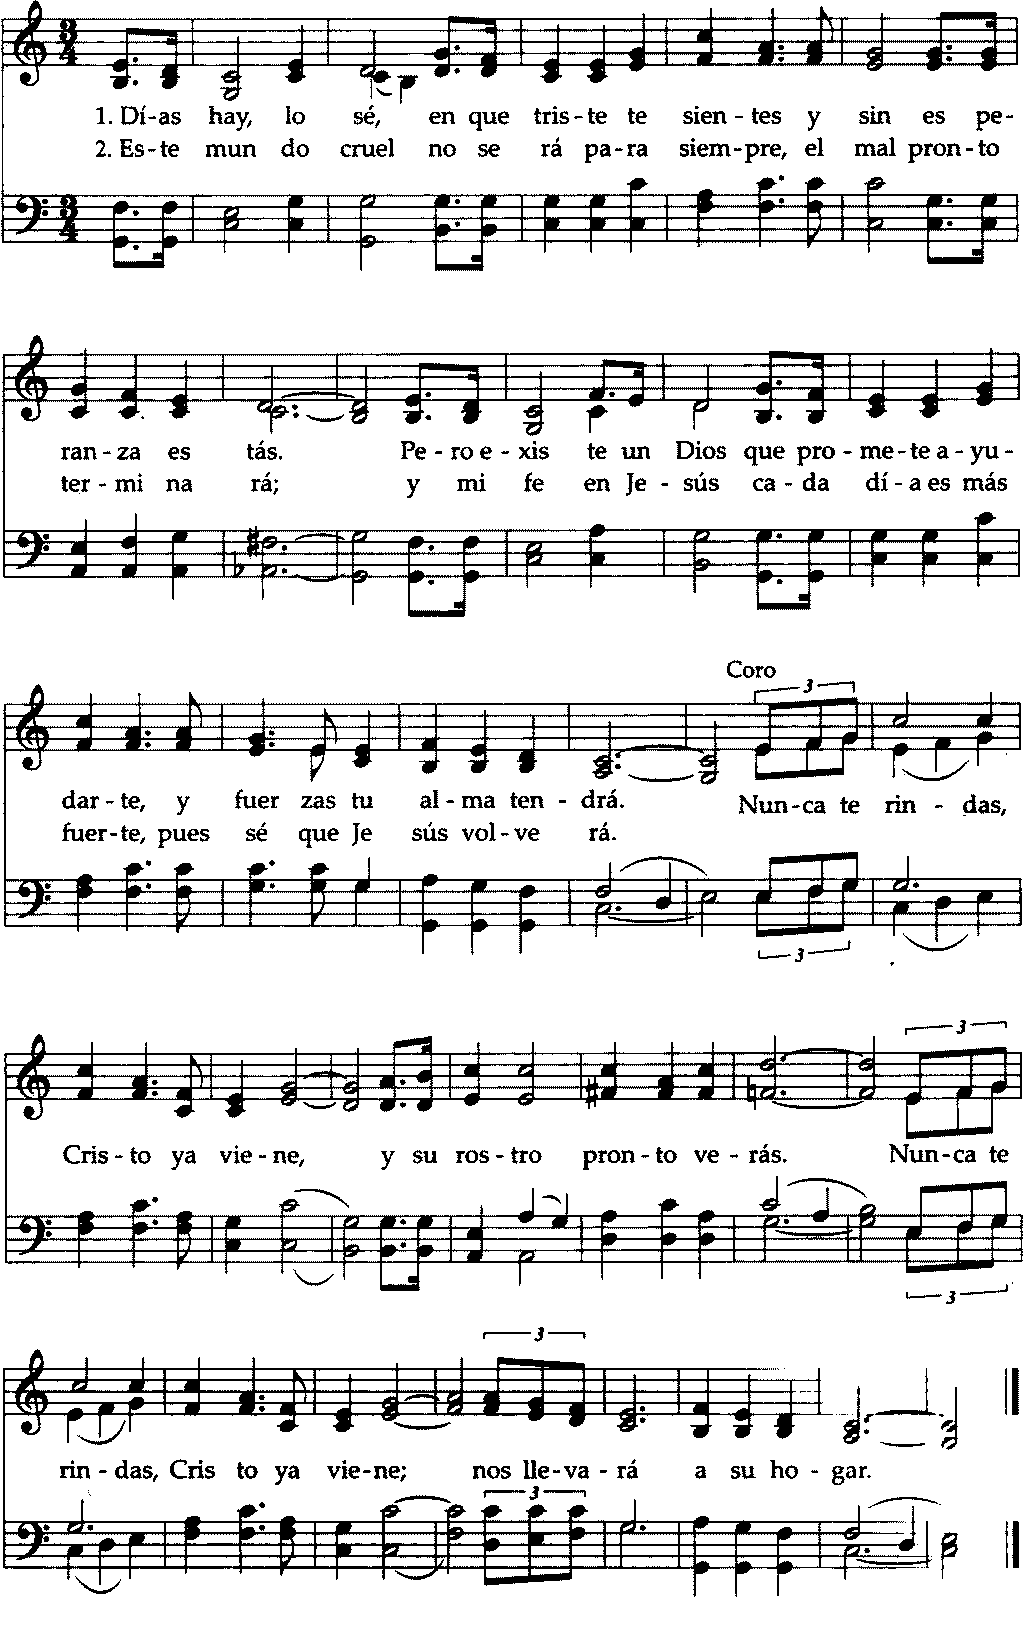 1. Dí-as hay, lo sé, en que tris-te te sien-tes y sin es pe-
2. Es-te mun do cruel no se rá pa-ra siem-pre, el mal pron-to
ran-za es tás. Pe-ro e-xis te un Dios que pro-me-te a-yu-
ter-mi na rá; y mi fe en Je-sús ca-da dí-a es más
Coro
3
dar-te, y fuer zas tu al-ma ten-drá. Nun-ca te rin-das,
fuer-te, pues sé que Je sús vol-ve rá.
3
3
Cris-to ya vie-ne, y su ros-tro pron-to ve-rás. Nun-ca te
3
3
rin-das, Cris to ya vie-ne; nos lle-va-rá a su ho-gar.
3